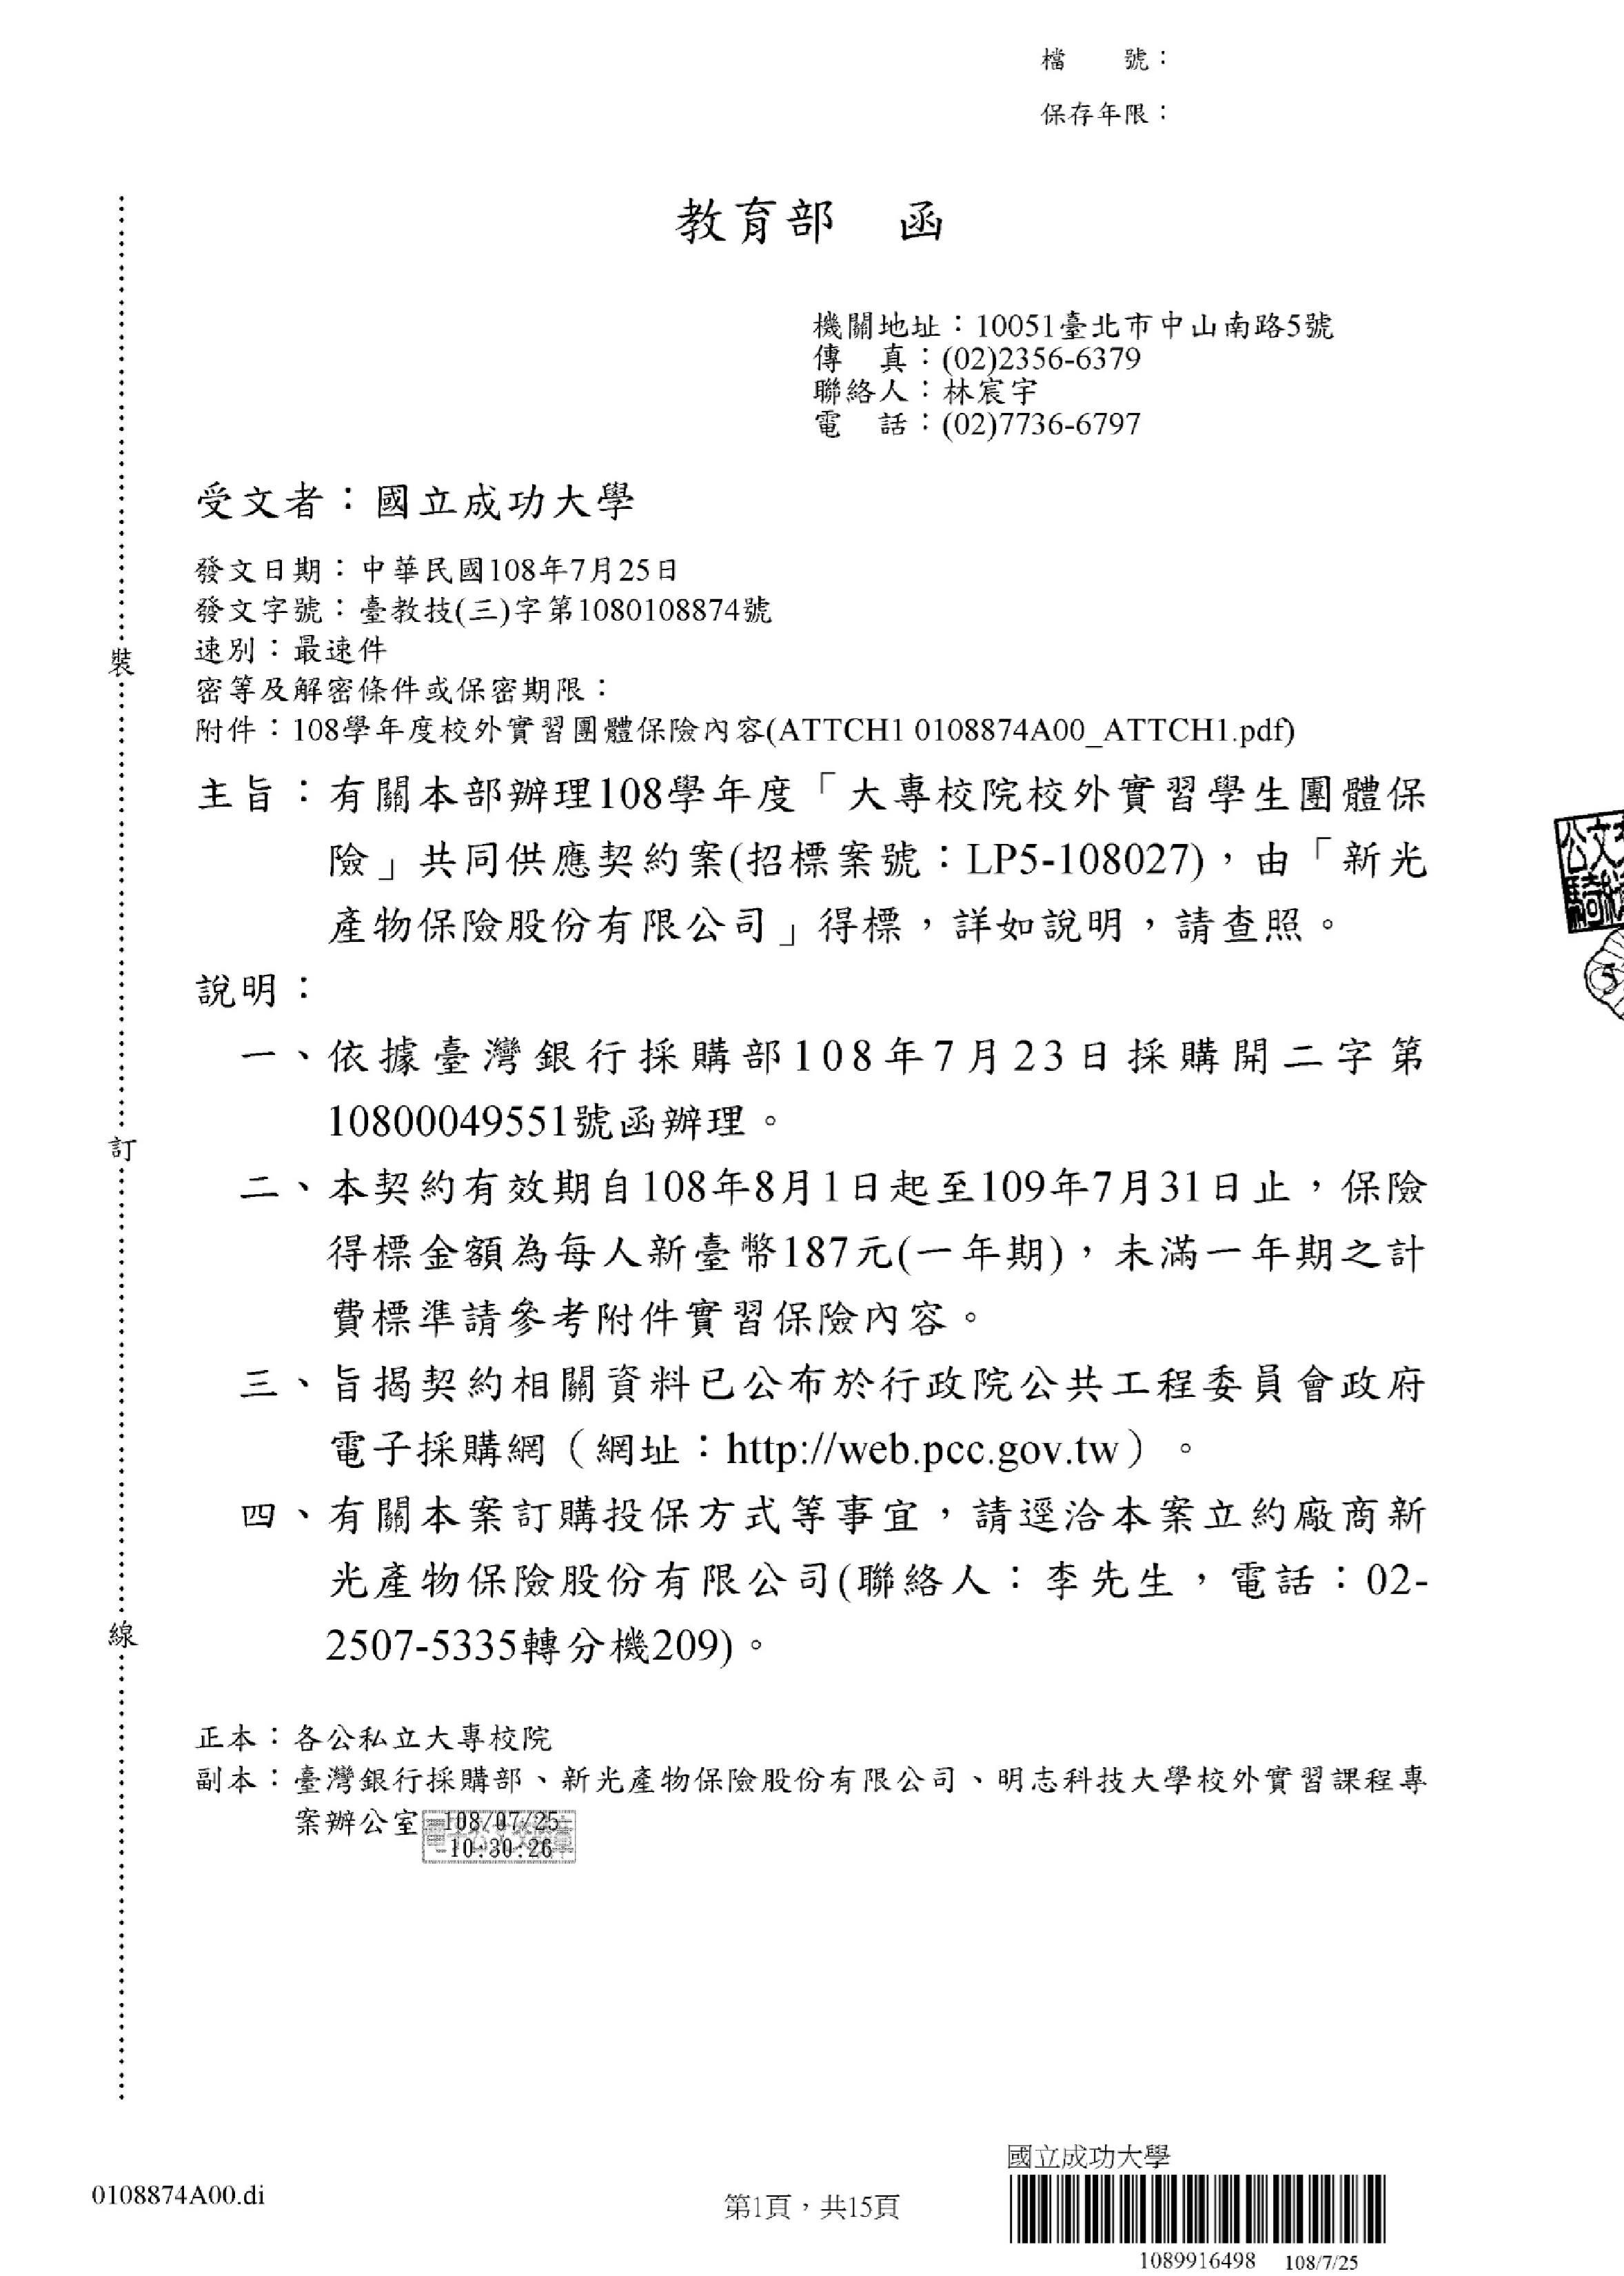 檔　　號：
保存年限：
教育部　函
機關地址：10051臺北市中山南路5號
傳　真：(02)2356-6379
聯絡人：林宸宇
電　話：(02)7736-6797
受文者：國立成功大學
發文日期：中華民國108年7月25日
發文字號：臺教技(三)字第1080108874號
速別：最速件
密等及解密條件或保密期限：
附件：108學年度校外實習團體保險內容(ATTCH1 0108874A00_ATTCH1.pdf)
主旨：有關本部辦理108學年度「大專校院校外實習學生團體保
險」共同供應契約案(招標案號：LP5-108027)，由「新光
產物保險股份有限公司」得標，詳如說明，請查照。
說明：
一、依據臺灣銀行採購部108年7月23日採購開二字第
10800049551號函辦理。
二、本契約有效期自108年8月1日起至109年7月31日止，保險
得標金額為每人新臺幣187元(一年期)，未滿一年期之計
費標準請參考附件實習保險內容。
三、旨揭契約相關資料已公布於行政院公共工程委員會政府
電子採購網（網址：http://web.pcc.gov.tw）。
四、有關本案訂購投保方式等事宜，請逕洽本案立約廠商新
光產物保險股份有限公司(聯絡人：李先生，電話：02-
2507-5335轉分機209)。
正本：各公私立大專校院
副本：臺灣銀行採購部、新光產物保險股份有限公司、明志科技大學校外實習課程專
案辦公室
108/07/25
10:30:26
裝
訂
線
0108874A00.di
第1頁，共15頁
國立成功大學
1089916498 108/7/25